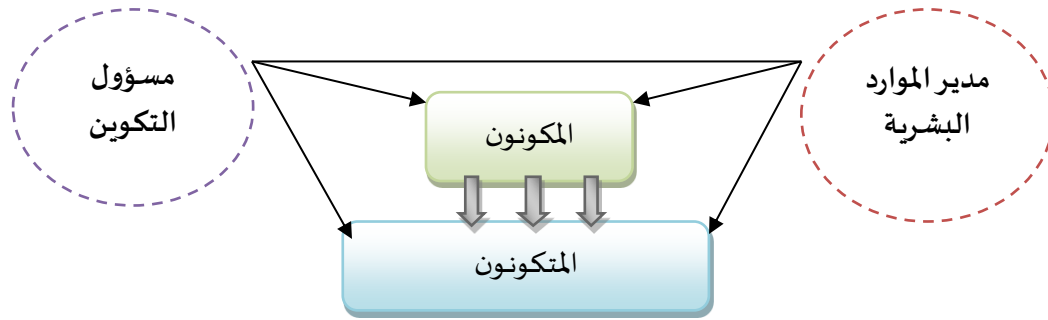 مدير الموارد
البشرية
مسؤول
التكوين
المكونون
المتكونون